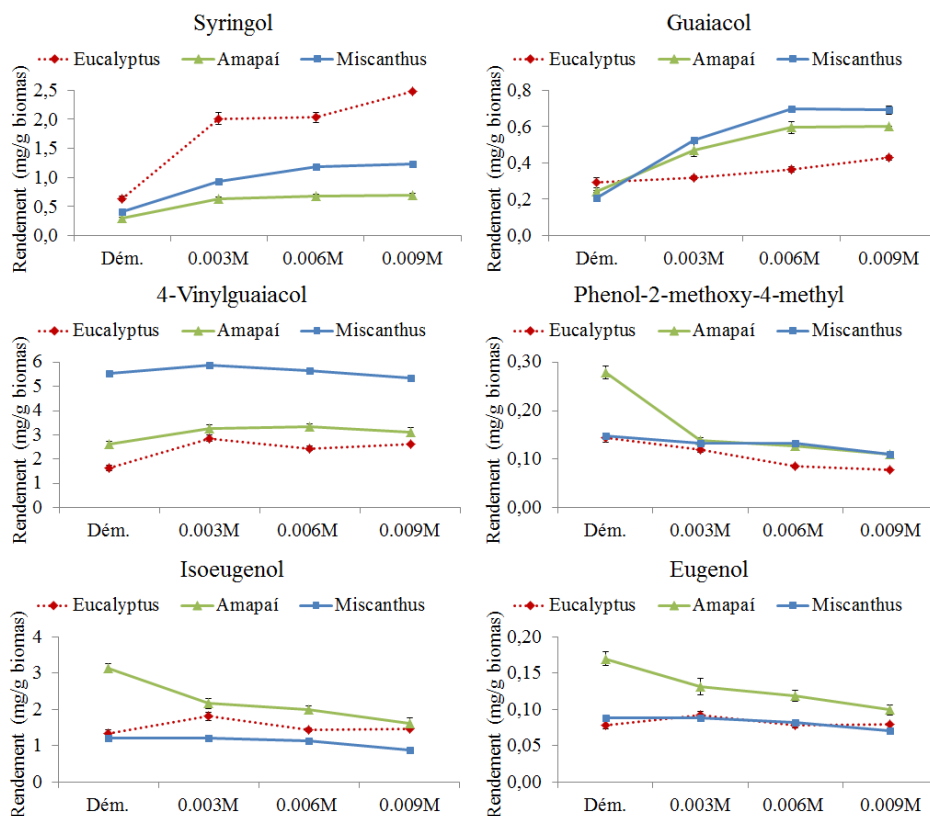 Syringol
Eucalyptus Amapaí Miscanthus
Rendement (mg/g biomas)
2,5
2,0
1,5
1,0
0,5
0,0
Dém. 0.003M 0.006M 0.009M
Guaiacol
Eucalyptus Amapaí Miscanthus
Rendement (mg/g biomas)
0,8
0,6
0,4
0,2
0,0
Dém. 0.003M 0.006M 0.009M
4-Vinylguaiacol
Eucalyptus Amapaí Miscanthus
Rendement (mg/g biomas)
6
5
4
3
2
1
0
Dém. 0.003M 0.006M 0.009M
Phenol-2-methoxy-4-methyl
Eucalyptus Amapaí Miscanthus
Rendement (mg/g biomas)
0,30
0,20
0,10
0,00
Dém. 0.003M 0.006M 0.009M
Isoeugenol
Eucalyptus Amapaí Miscanthus
Rendement (mg/g biomas)
4
3
2
1
0
Dém. 0.003M 0.006M 0.009M
Eugenol
Eucalyptus Amapaí Miscanthus
Rendement (mg/g biomas)
0,20
0,15
0,10
0,05
0,00
Dém. 0.003M 0.006M 0.009M